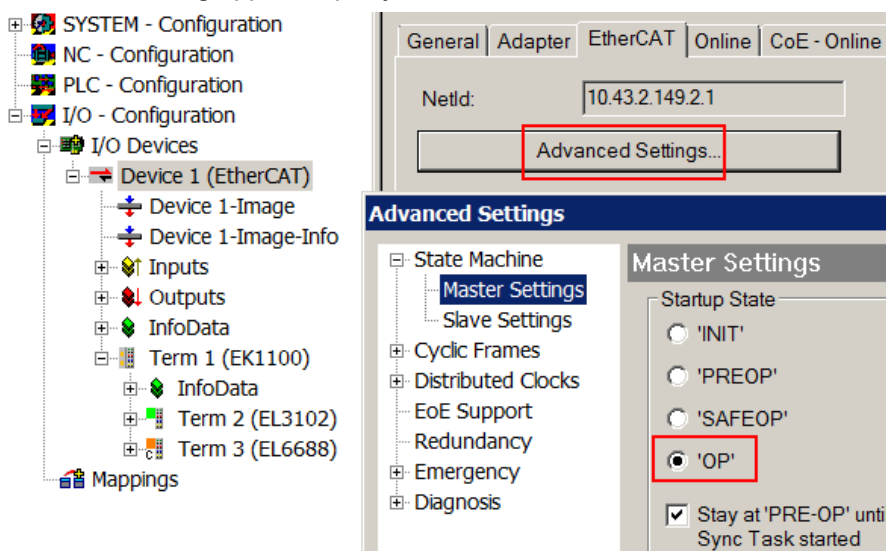 SYSTEM - Configuration
NC - Configuration
PLC - Configuration
I/O - Configuration
I/O Devices
Device 1 (EtherCAT)
Device 1-Image
Device 1-Image-Info
Inputs
Outputs
InfoData
Term 1 (EK1100)
InfoData
Term 2 (EL3102)
Term 3 (EL6688)
Mappings
General Adapter EtherCAT Online CoE - Online
NetId: 10.43.2.149.2.1
Advanced Settings...
Advanced Settings
State Machine
Master Settings
Slave Settings
Cyclic Frames
Distributed Clocks
EoE Support
Redundancy
Emergency
Diagnosis
Master Settings
Startup State
'INIT'
'PREOP'
'SAFEOP'
'OP'
Stay at 'PRE-OP' unti
Sync Task started